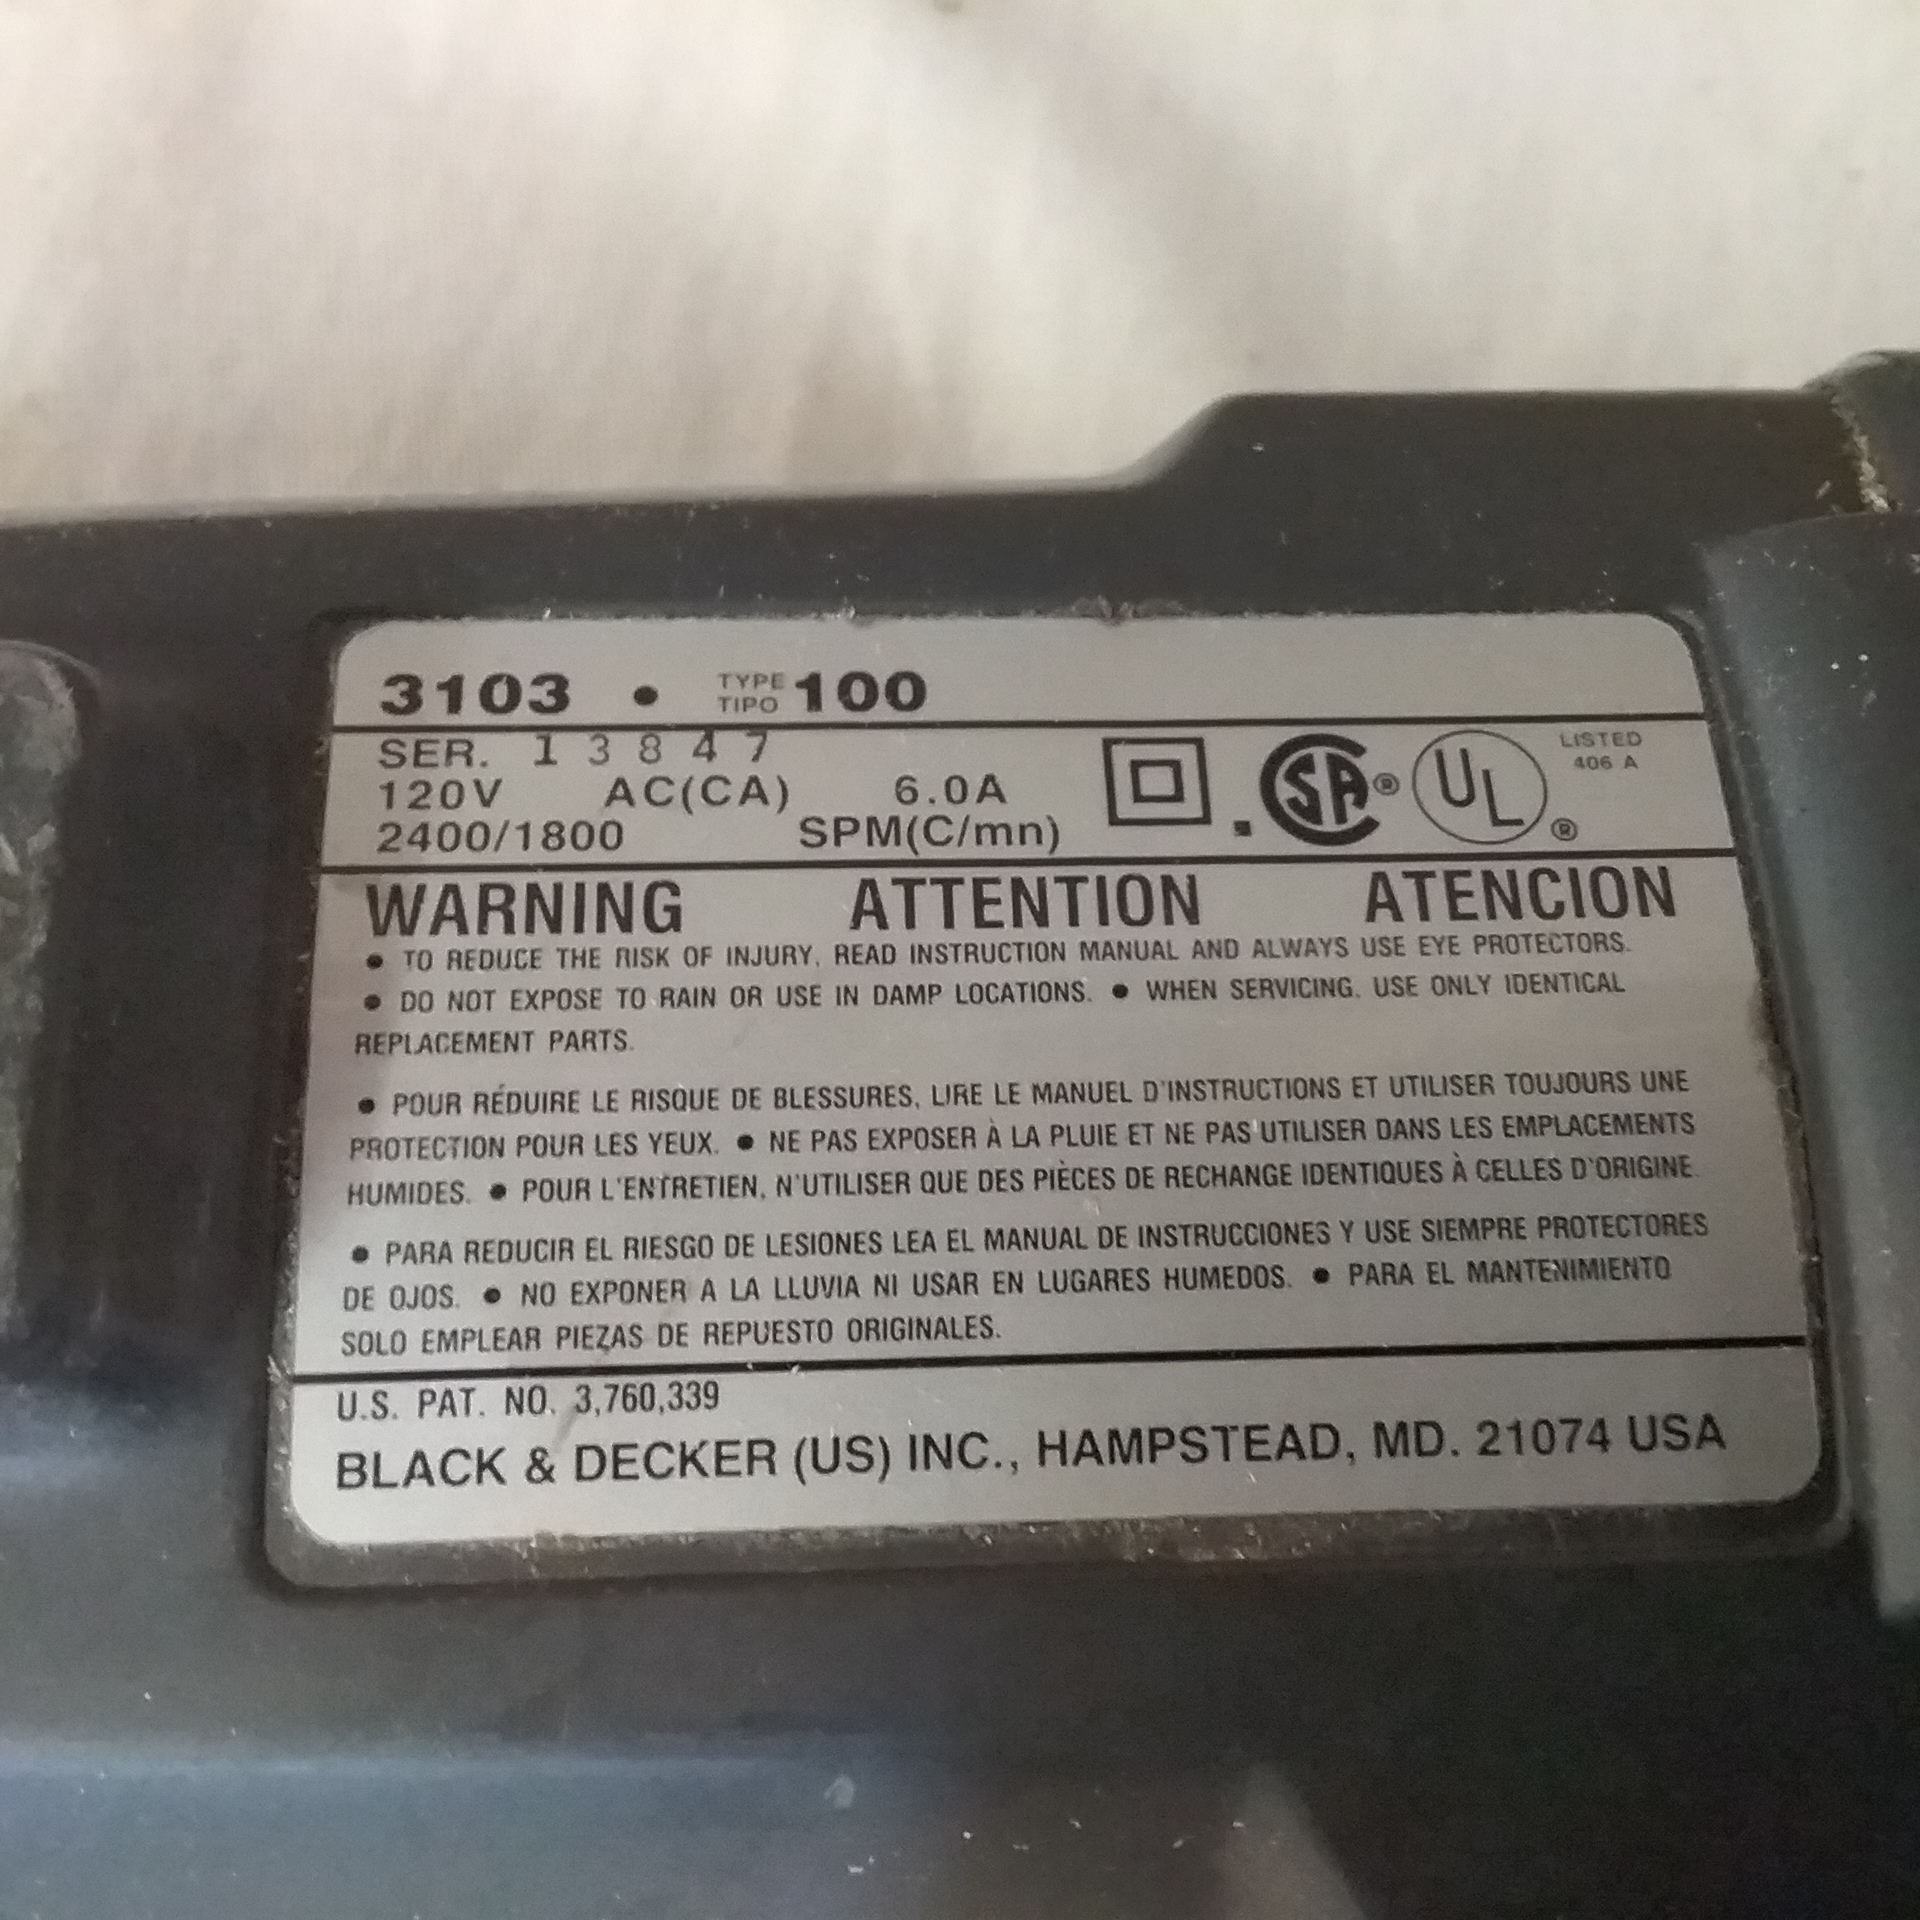 3103 • TYPE TIPO 100
SER. 13847
120V AC(CA) 6.0A
2400/1800 SPM(C/mn)
SA ® UL ®
LISTED
406 A
WARNING ATTENTION ATENCION
• TO REDUCE THE RISK OF INJURY, READ INSTRUCTION MANUAL AND ALWAYS USE EYE PROTECTORS.
• DO NOT EXPOSE TO RAIN OR USE IN DAMP LOCATIONS. • WHEN SERVICING, USE ONLY IDENTICAL
REPLACEMENT PARTS.
• POUR RÉDUIRE LE RISQUE DE BLESSURES, LIRE LE MANUEL D'INSTRUCTIONS ET UTILISER TOUJOURS UNE
PROTECTION POUR LES YEUX. • NE PAS EXPOSER À LA PLUIE ET NE PAS UTILISER DANS LES EMPLACEMENTS
HUMIDES. • POUR L'ENTRETIEN, N'UTILISER QUE DES PIÈCES DE RECHANGE IDENTIQUES À CELLES D'ORIGINE.
• PARA REDUCIR EL RIESGO DE LESIONES LEA EL MANUAL DE INSTRUCCIONES Y USE SIEMPRE PROTECTORES
DE OJOS. • NO EXPONER A LA LLUVIA NI USAR EN LUGARES HUMEDOS. • PARA EL MANTENIMIENTO
SOLO EMPLEAR PIEZAS DE REPUESTO ORIGINALES.
U.S. PAT. NO. 3,760,339
BLACK & DECKER (US) INC., HAMPSTEAD, MD. 21074 USA